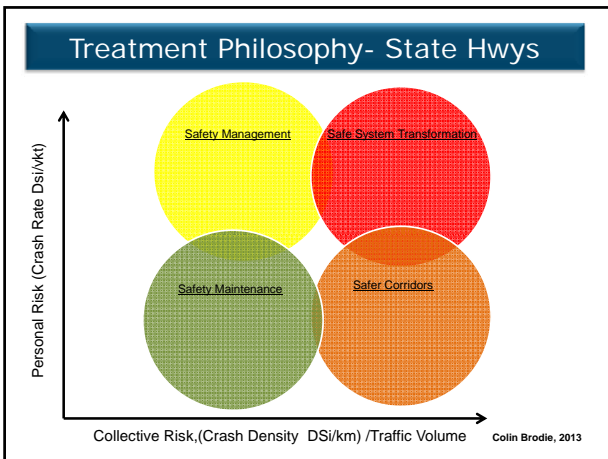 Treatment Philosophy- State Hwys
Personal Risk (Crash Rate Dsi/vkt)
Safety Management
Safe System Transformation
Safety Maintenance
Safer Corridors
Collective Risk,(Crash Density  DSi/km) /Traffic Volume
Colin Brodie, 2013